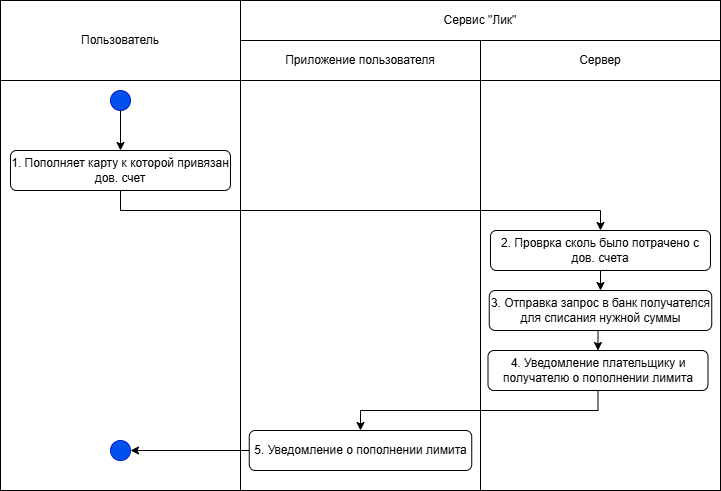 Пользователь
Сервис "Лик"
Приложение пользователя
Сервер
1. Пополняет карту к которой привязан
дов. счет
2. Проврка сколь было потрачено с
дов. счета
3. Отправка запрос в банк получателся
для списания нужной суммы
4. Уведомление плательщику и
получателю о пополнении лимита
5. Уведомление о пополнении лимита